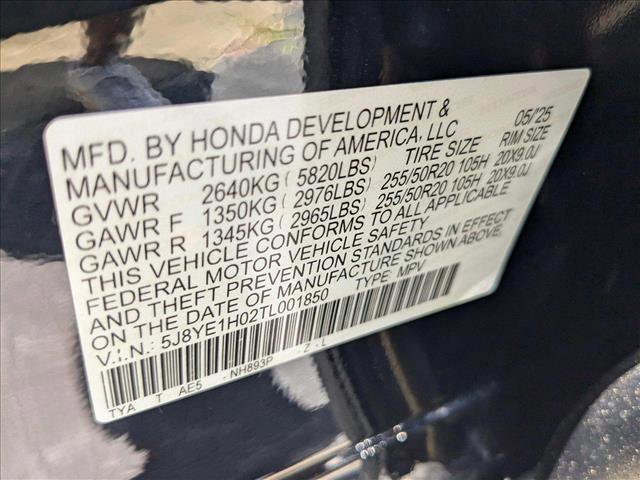 MFD. BY HONDA DEVELOPMENT & 05/'25
MANUFACTURING OF AMERICA, LLC
TIRE SIZE RIM SIZE
GVWR 2640KG ( 5820LBS)
GAWR F 1350KG ( 2976LBS) 255/50R20 105H 20X9.0J
GAWR R 1345KG ( 2965LBS) 255/50R20 105H 20X9.0J
THIS VEHICLE CONFORMS TO ALL APPLICABLE
FEDERAL MOTOR VEHICLE SAFETY
AND THEFT PREVENTION STANDARDS IN EFFECT
ON THE DATE OF MANUFACTURE SHOWN ABOVE.
V.I.N.: 5J8YE1H02TL001850 TYPE: MPV
TYA T AE5 - NH893P - Z - L